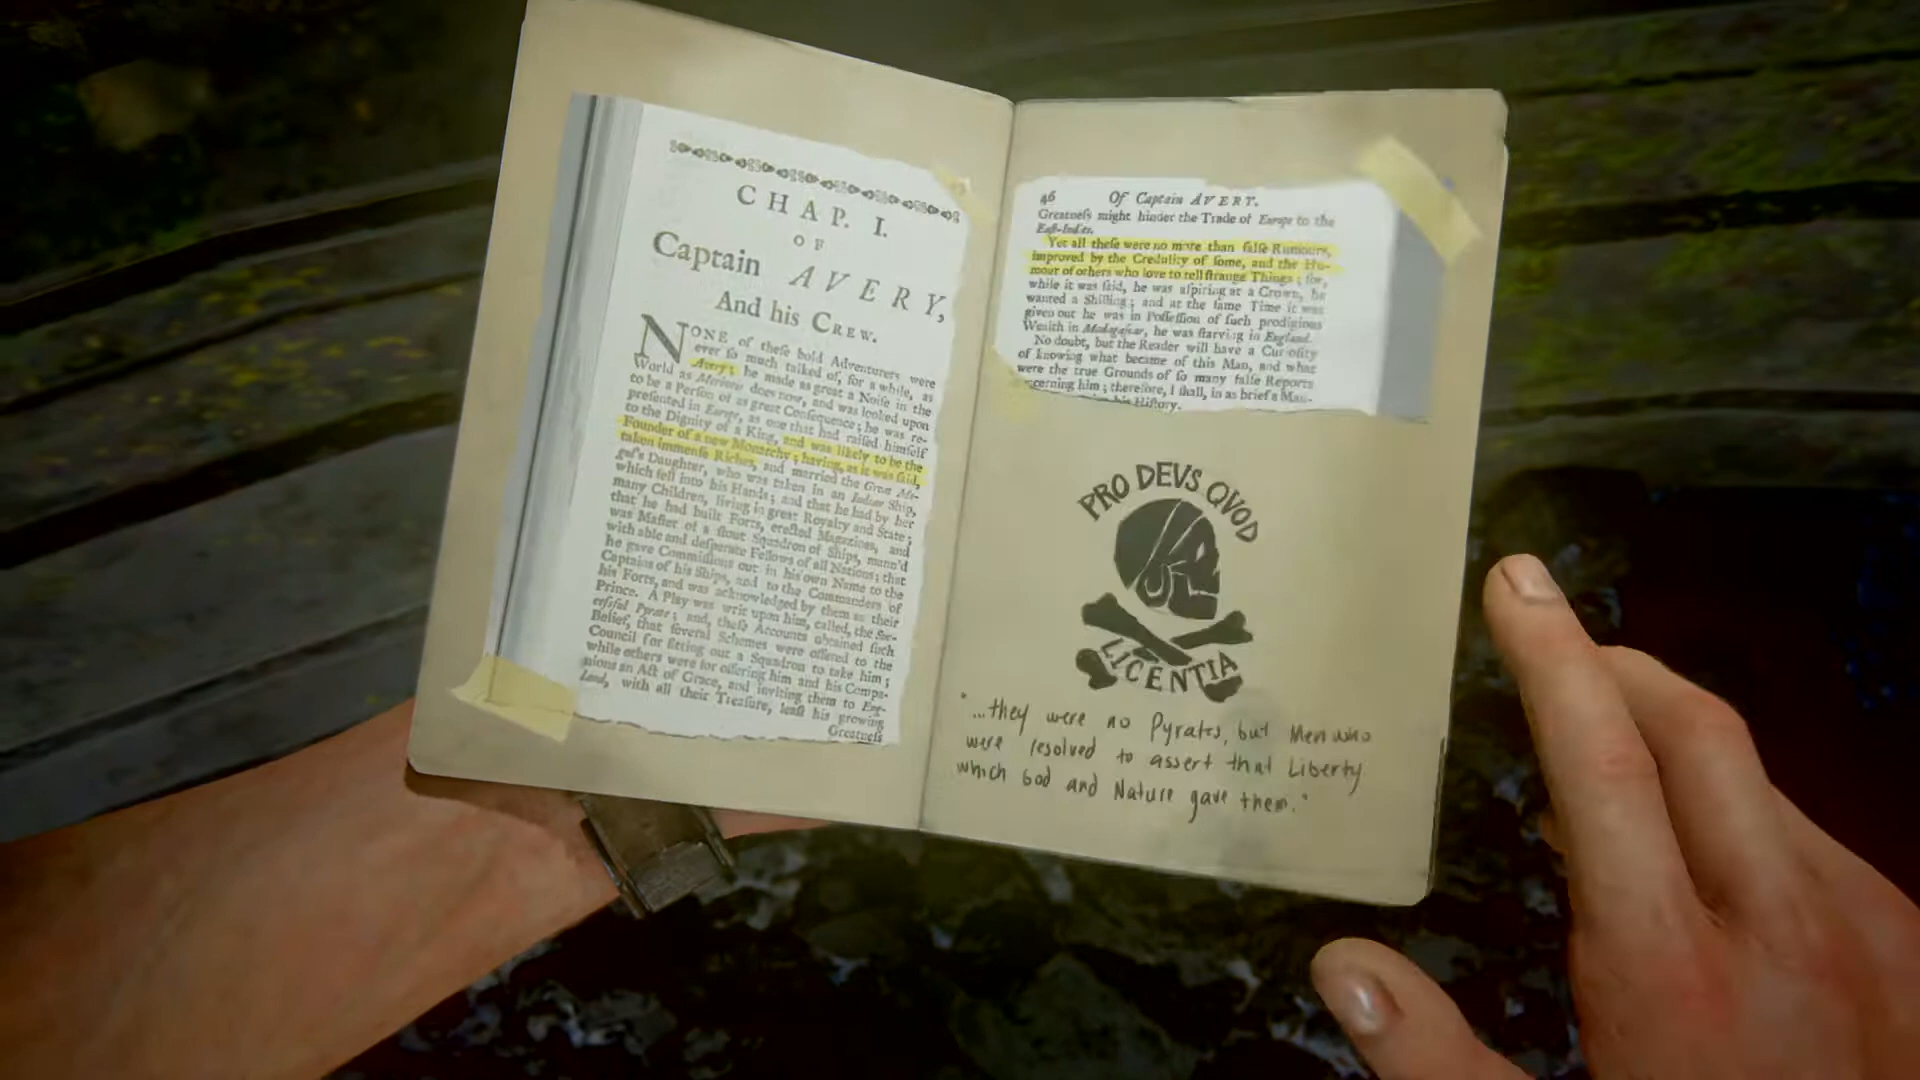 CHAP. I.
OF
Captain AVERY,
And his CREW.
NONE of theſe bold Adventurers were
ever ſo much talked of, for a while, as
Avery; he made as great a Noiſe in the
World as Meriveis does now, and was looked upon
to be a Perſon of as great Conſequence; he was re-
preſented in Europe, as one that had raiſed himſelf
to the Dignity of a King, and was likely to be the
Founder of a new Monarchy; having, as it was ſaid,
taken immenſe Riches, and married the Great Mo-
gul's Daughter, who was taken in an Indian Ship,
which fell into his Hands; and that he had by her
many Children, living in great Royalty and State;
that he had built Forts, erected Magazines, and
was Maſter of a ſtout Squadron of Ships, mann'd
with able and deſperate Fellows of all Nations; that
he gave Commiſſions out in his own Name to the
Captains of his Ships, and to the Commanders of
his Forts, and was acknowledged by them as their
Prince. A Play was writ upon him, called, the Suc-
ceſsful Pyrate; and, theſe Accounts obtained ſuch
Belief, that ſeveral Schemes were offered to the
Council for fitting out a Squadron to take him;
while others were for offering him and his Compa-
nions an Act of Grace, and inviting them to Eng-
land, with all their Treaſure, leaſt his growing
Greatneſs
46 Of Captain AVERY.
Greatneſs might hinder the Trade of Europe to the
Eaſt-Indies.
Yet all theſe were no more than falſe Rumours,
improved by the Credulity of ſome, and the Hu-
mour of others who love to tell ſtrange Things; for,
while it was ſaid, he was aſpiring at a Crown, he
wanted a Shilling; and at the ſame Time it was
given out he was in Poſſeſſion of ſuch prodigious
Wealth in Madagaſcar, he was ſtarving in England.
No doubt, but the Reader will have a Curioſity
of knowing what became of this Man, and what
were the true Grounds of ſo many falſe Reports
cerning him; therefore, I ſhall, in as brief a Man-
his Hiſtory.
PRO DEVS QVOD
LICENTIA
"...they were no Pyrates, but Men who
were resolved to assert that Liberty
which God and Nature gave them."